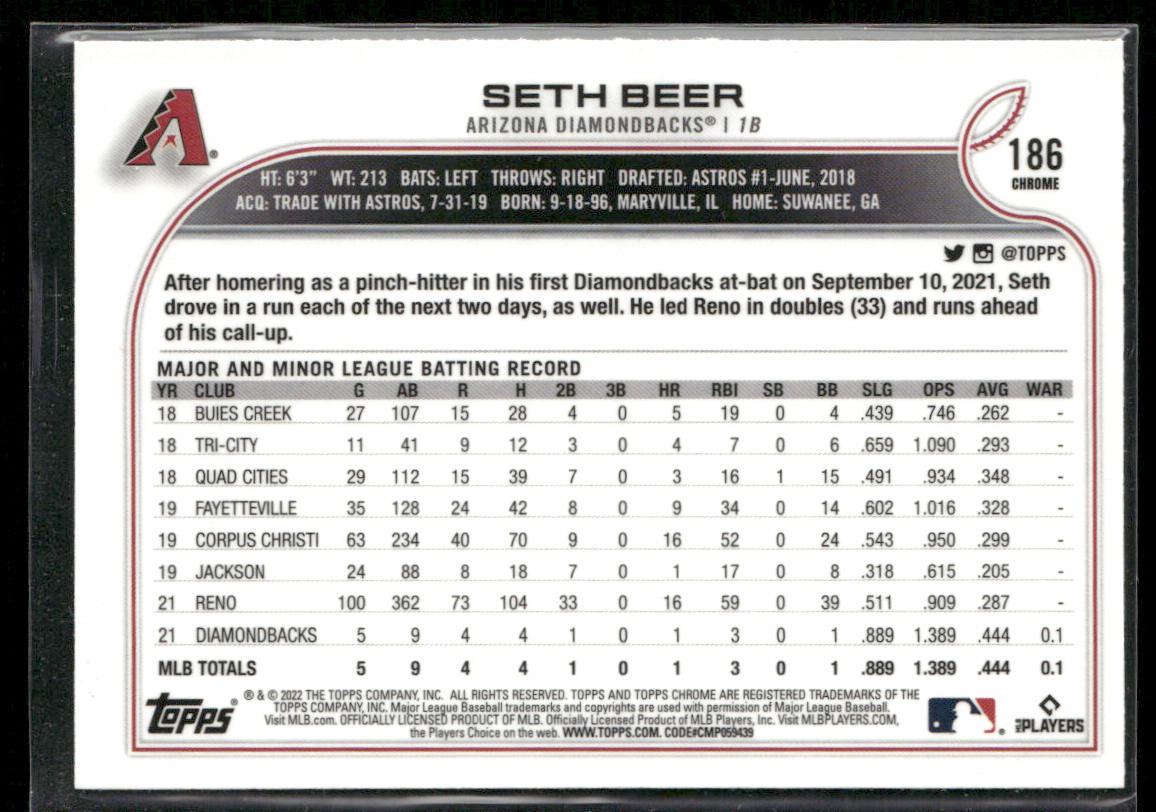 SETH BEER
ARIZONA DIAMONDBACKS® | 1B
186
CHROME
HT: 6'3" WT: 213 BATS: LEFT THROWS: RIGHT DRAFTED: ASTROS #1-JUNE, 2018
ACQ: TRADE WITH ASTROS, 7-31-19 BORN: 9-18-96, MARYVILLE, IL HOME: SUWANEE, GA
@TOPPS
After homering as a pinch-hitter in his first Diamondbacks at-bat on September 10, 2021, Seth
drove in a run each of the next two days, as well. He led Reno in doubles (33) and runs ahead
of his call-up.
MAJOR AND MINOR LEAGUE BATTING RECORD
YR CLUB G AB R H 2B 3B HR RBI SB BB SLG OPS AVG WAR
18 BUIES CREEK 27 107 15 28 4 0 5 19 0 4 .439 .746 .262 -
18 TRI-CITY 11 41 9 12 3 0 4 7 0 6 .659 1.090 .293 -
18 QUAD CITIES 29 112 15 39 7 0 3 16 1 15 .491 .934 .348 -
19 FAYETTEVILLE 35 128 24 42 8 0 9 34 0 14 .602 1.016 .328 -
19 CORPUS CHRISTI 63 234 40 70 9 0 16 52 0 24 .543 .950 .299 -
19 JACKSON 24 88 8 18 7 0 1 17 0 8 .318 .615 .205 -
21 RENO 100 362 73 104 33 0 16 59 0 39 .511 .909 .287 -
21 DIAMONDBACKS 5 9 4 4 1 0 1 3 0 1 .889 1.389 .444 0.1
MLB TOTALS 5 9 4 4 1 0 1 3 0 1 .889 1.389 .444 0.1
® & © 2022 THE TOPPS COMPANY, INC. ALL RIGHTS RESERVED. TOPPS AND TOPPS CHROME ARE REGISTERED TRADEMARKS OF THE
TOPPS COMPANY, INC. Major League Baseball trademarks and copyrights are used with permission of Major League Baseball.
Visit MLB.com. OFFICIALLY LICENSED PRODUCT OF MLB. Officially Licensed Product of MLB Players, Inc. Visit MLBPLAYERS.COM,
the Players Choice on the web. WWW.TOPPS.COM. CODE#CMP059439
Topps®
MLB PLAYERS